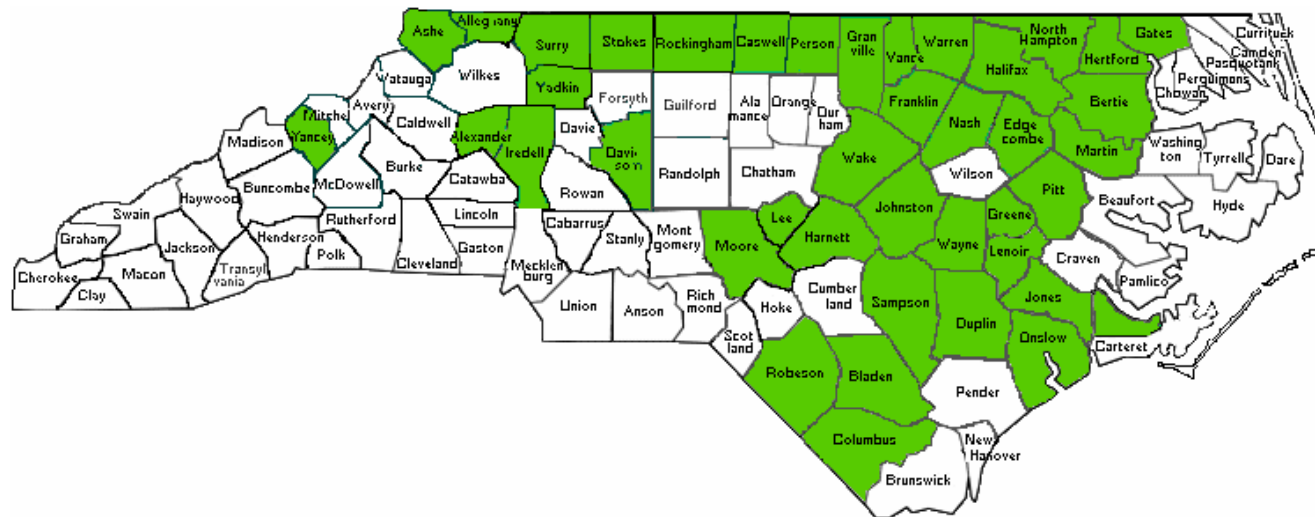 Ashe
Alleghany
Surry
Stokes
Rockingham
Caswell
Person
Gran
ville
Vance
Warren
North
Hampton
Halifax
Hertford
Gates
Currituck
Camden
Pasquotank
Perquimans
Chowan
Bertie
Watauga
Wilkes
Yadkin
Forsyth
Guilford
Ala
mance
Orange
Dur
ham
Franklin
Nash
Edge
combe
Martin
Washing
ton
Tyrrell
Dare
Mitchel
Avery
Caldwell
Alexander
Iredell
Davie
Davi
son
Randolph
Chatham
Wake
Wilson
Pitt
Beaufort
Hyde
Madison
Yancey
Burke
McDowell
Catawba
Rowan
Buncombe
Haywood
Swain
Graham
Jackson
Cherokee
Macon
Clay
Transyl
vania
Henderson
Polk
Rutherford
Cleveland
Lincoln
Gaston
Meckle
burg
Cabarrus
Stanly
Mont
gomery
Moore
Lee
Harnett
Johnston
Wayne
Greene
Lenoir
Craven
Pamlico
Jones
Carteret
Onslow
Duplin
Sampson
Cumber
land
Hoke
Scot
land
Rich
mond
Anson
Union
Robeson
Bladen
Pender
Columbus
New
Hanover
Brunswick